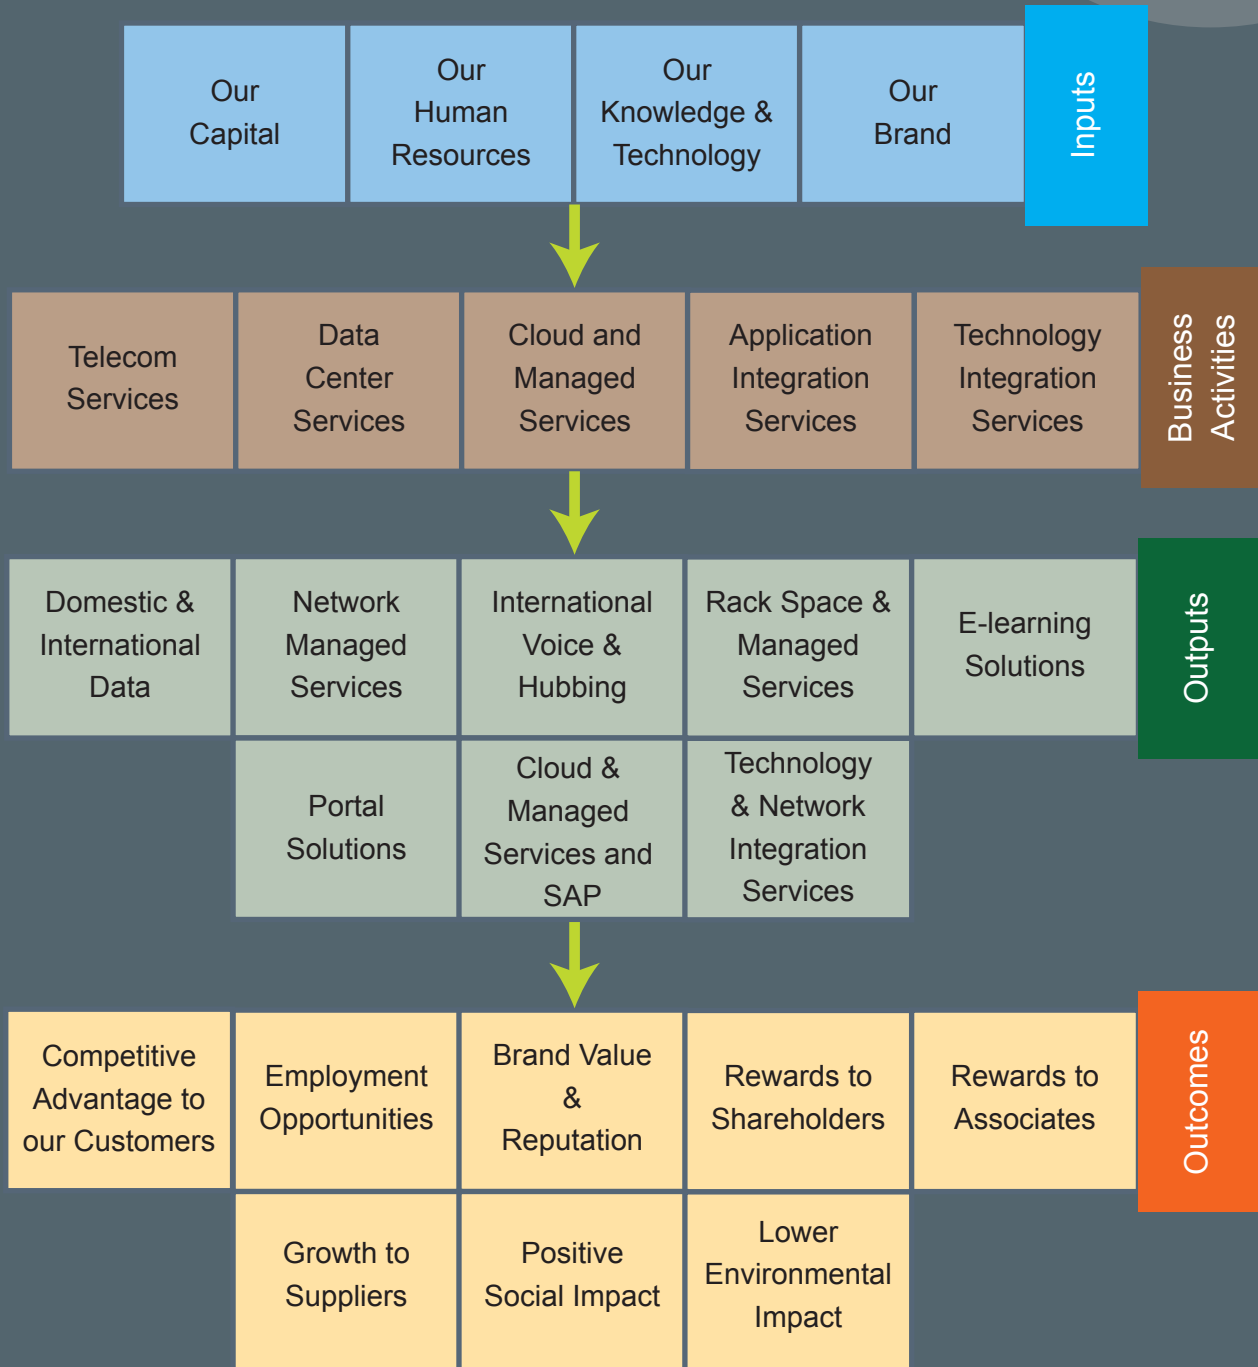 Our
Capital
Our
Human
Resources
Our
Knowledge &
Technology
Our
Brand
Inputs
Telecom
Services
Data
Center
Services
Cloud and
Managed
Services
Application
Integration
Services
Technology
Integration
Services
Business
Activities
Domestic &
International
Data
Network
Managed
Services
International
Voice &
Hubbing
Rack Space &
Managed
Services
E-learning
Solutions
Outputs
Portal
Solutions
Cloud &
Managed
Services and
SAP
Technology
& Network
Integration
Services
Competitive
Advantage to
our Customers
Employment
Opportunities
Brand Value
&
Reputation
Rewards to
Shareholders
Rewards to
Associates
Outcomes
Growth to
Suppliers
Positive
Social Impact
Lower
Environmental
Impact